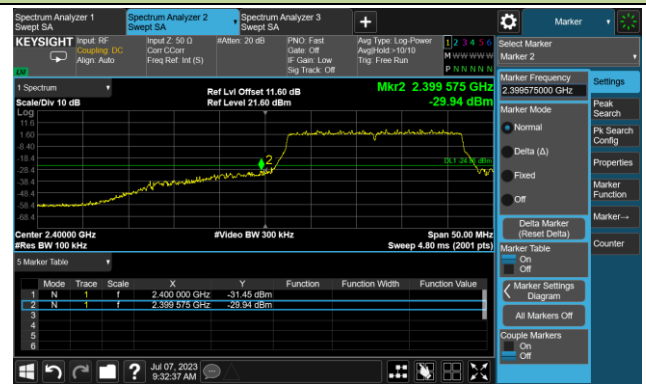 Spectrum Analyzer 1
Swept SA
Spectrum Analyzer 2
Swept SA
Spectrum Analyzer 3
Swept SA
Marker
KEYSIGHT
Input: RF
Coupling: DC
Align: Auto
Input Z: 50 Ω
Corr CCorr
Freq Ref: Int (S)
#Atten: 20 dB
PNO: Fast
Gate: Off
IF Gain: Low
Sig Track: Off
Avg Type: Log-Power
Avg|Hold:>10/10
Trig: Free Run
1 2 3 4 5 6
M W W W W W
P N N N N N
Select Marker
Marker 2
1 Spectrum
Scale/Div 10 dB
Ref Lvl Offset 11.60 dB
Ref Level 21.60 dBm
Mkr2 2.399 575 GHz
-29.94 dBm
Log
11.6
1.60
-8.40
-18.4
-28.4
-38.4
-48.4
-58.4
-68.4
2
Center 2.40000 GHz
#Res BW 100 kHz
#Video BW 300 kHz
Span 50.00 MHz
Sweep 4.80 ms (2001 pts)
5 Marker Table
Mode Trace Scale X Y Function Function Width Function Value
1 N 1 f 2.400 000 GHz -31.45 dBm
2 N 1 f 2.399 575 GHz -29.94 dBm
3
4
5
6
Marker Frequency
2.399575000 GHz
Marker Mode
Normal
Delta (Δ)
Fixed
Off
Delta Marker
(Reset Delta)
Marker Table
On
Off
Marker Settings
Diagram
All Markers Off
Couple Markers
On
Off
Settings
Peak
Search
Pk Search
Config
Properties
Marker
Function
Marker→
Counter
?
Jul 07, 2023
9:32:37 AM